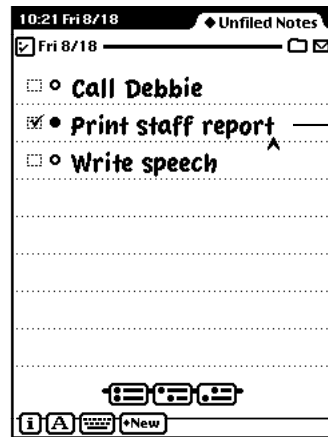 10:21 Fri 8/18 ◆ Unfiled Notes
Fri 8/18
Call Debbie
Print staff report
Write speech
i A ◆New